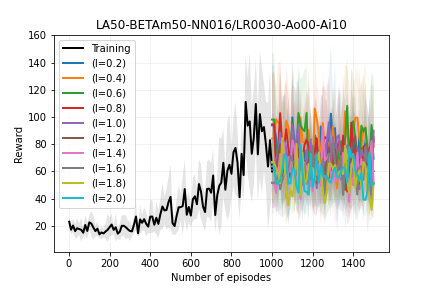 LA50-BETAm50-NN016/LR0030-Ao00-Ai10
160
140
120
100
80
60
40
20
Reward
Training
(l=0.2)
(l=0.4)
(l=0.6)
(l=0.8)
(l=1.0)
(l=1.2)
(l=1.4)
(l=1.6)
(l=1.8)
(l=2.0)
0 200 400 600 800 1000 1200 1400
Number of episodes